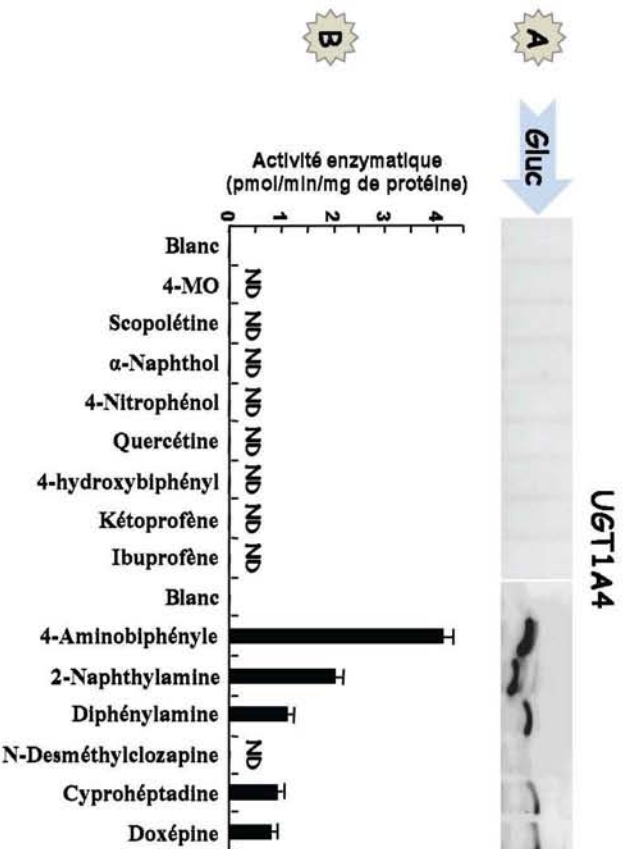 UGT1A4
A
Gluc
B
Activité enzymatique
(pmol/min/mg de protéine)
0 1 2 3 4
Blanc
4-MO ND
Scopolétine ND
α-Naphthol ND
4-Nitrophénol ND
Quercétine ND
4-hydroxybiphényl ND
Kétoprofène ND
Ibuprofène ND
Blanc
4-Aminobiphényle
2-Naphthylamine
Diphénylamine
N-Desméthylclozapine ND
Cyprohéptadine
Doxépine